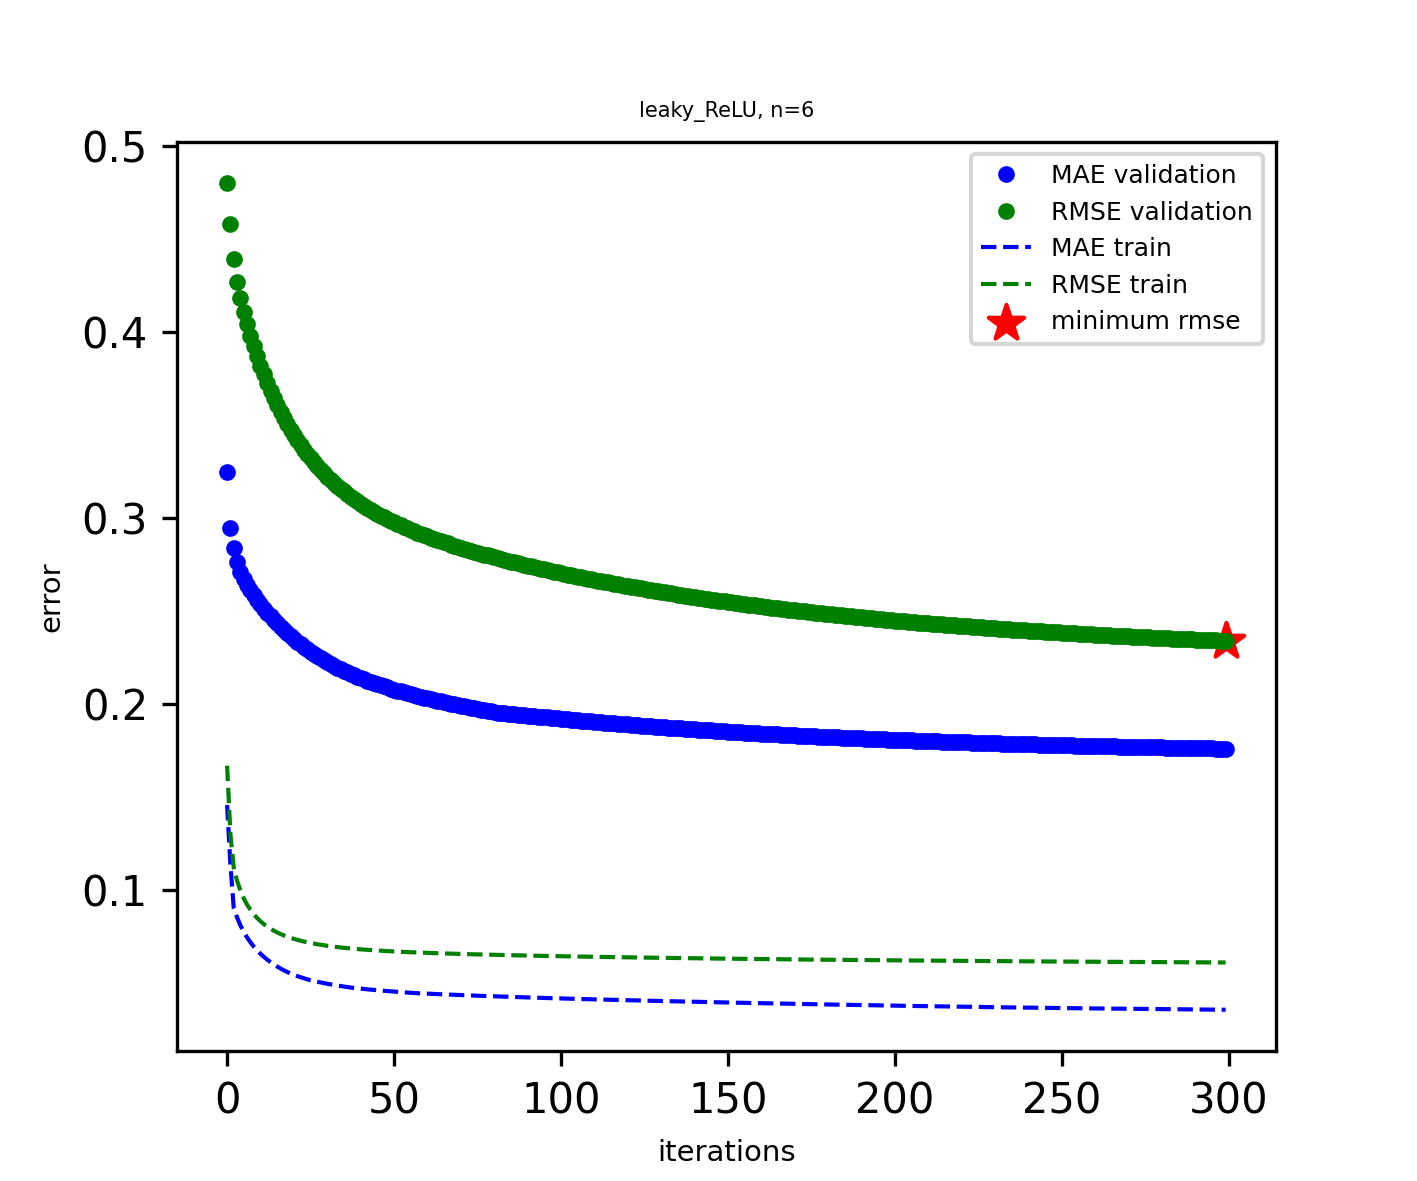 leaky_ReLU, n=6
0.5
0.4
0.3
0.2
0.1
error
MAE validation
RMSE validation
MAE train
RMSE train
minimum rmse
0 50 100 150 200 250 300
iterations